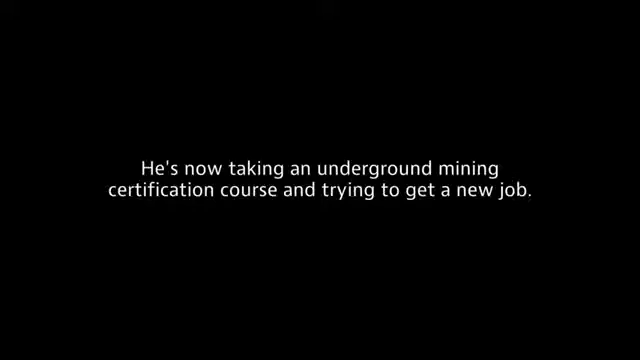 He's now taking an underground mining
certification course and trying to get a new job.